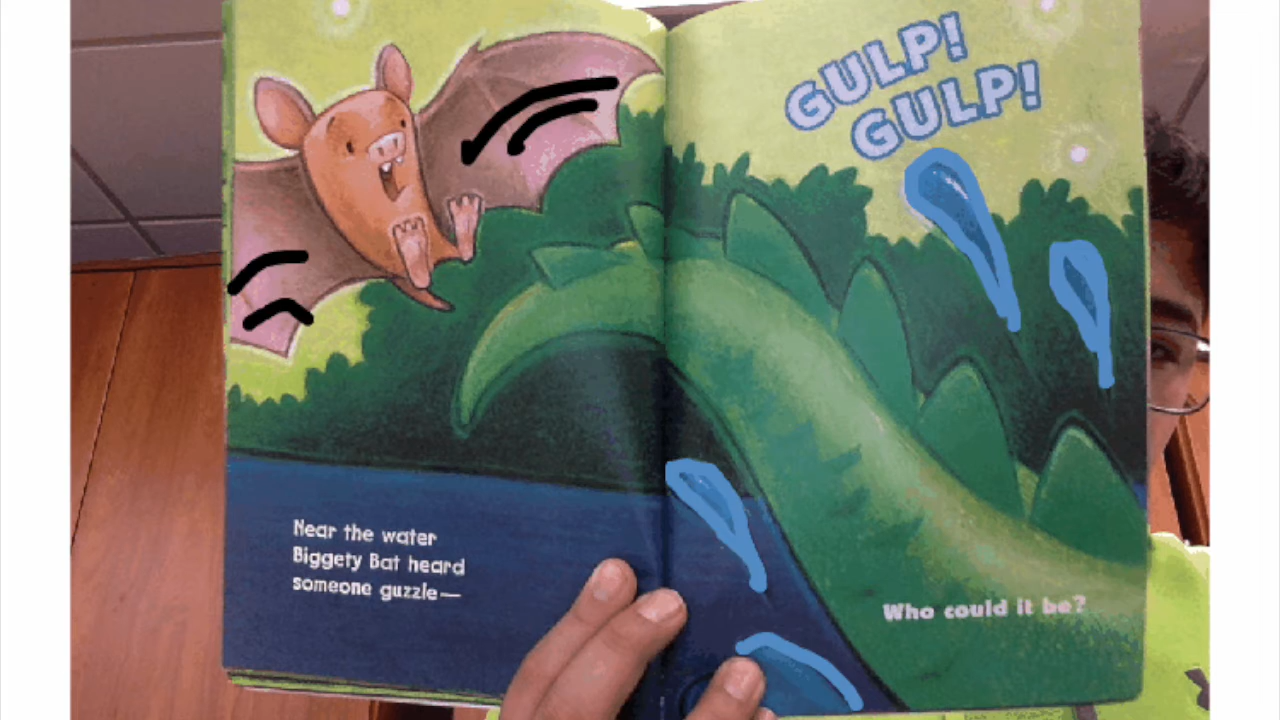 Near the water
Biggety Bat heard
someone guzzle—
GULP!
GULP!
Who could it be?